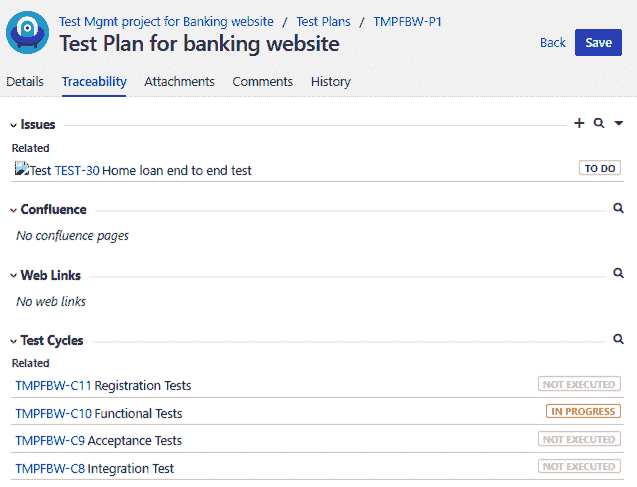 Test Mgmt project for Banking website / Test Plans / TMPFBW-P1
Test Plan for banking website
Back Save
Details Traceability Attachments Comments History
Issues
Related
Test TEST-30 Home loan end to end test TO DO
Confluence
No confluence pages
Web Links
No web links
Test Cycles
Related
TMPFBW-C11 Registration Tests NOT EXECUTED
TMPFBW-C10 Functional Tests IN PROGRESS
TMPFBW-C9 Acceptance Tests NOT EXECUTED
TMPFBW-C8 Integration Test NOT EXECUTED